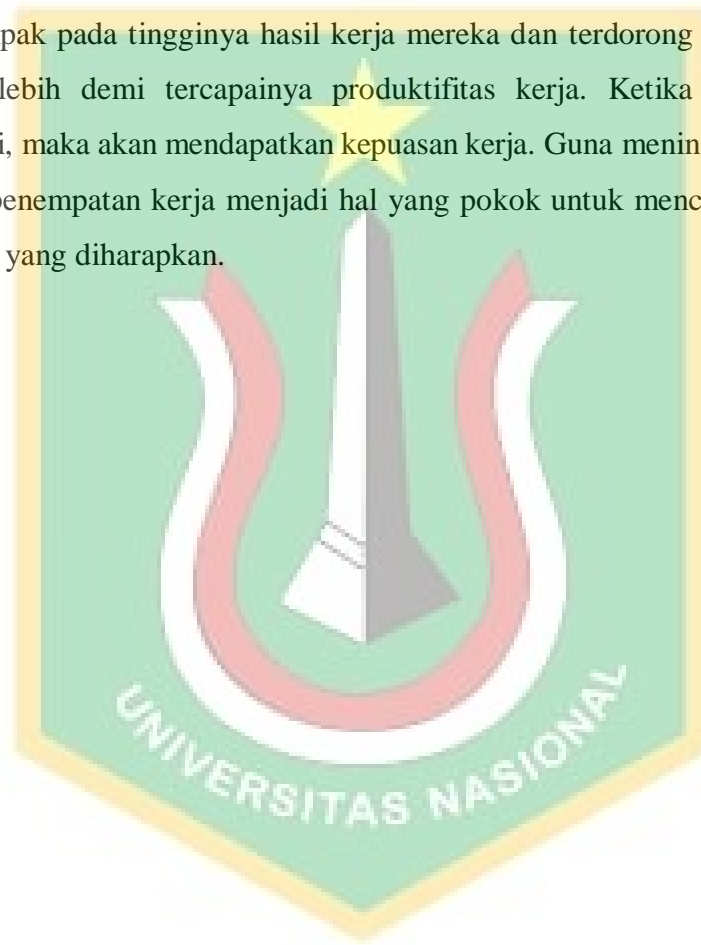 pak pada tingginya hasil kerja mereka dan terdorong
lebih demi tercapainya produktifitas kerja. Ketika
i, maka akan mendapatkan kepuasan kerja. Guna menin
penempatan kerja menjadi hal yang pokok untuk menc
yang diharapkan.
UNIVERSITAS NASIONAL